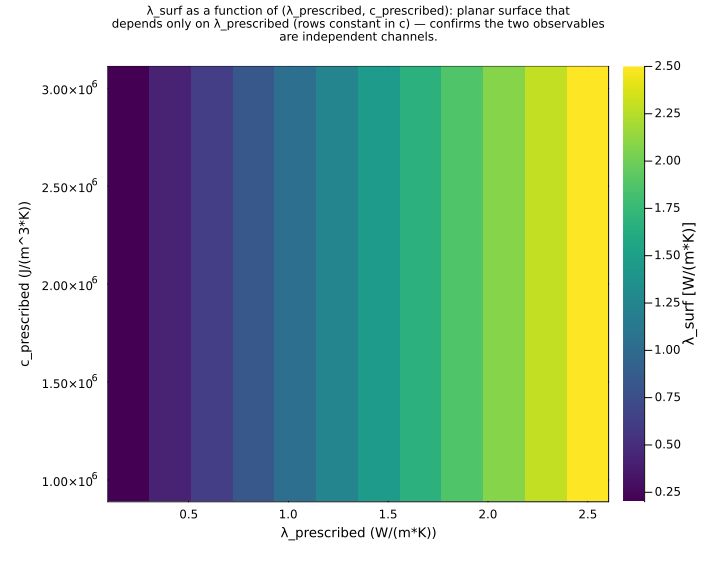 λ_surf as a function of (λ_prescribed, c_prescribed): planar surface that
depends only on λ_prescribed (rows constant in c) — confirms the two observables
are independent channels.
3.00×10⁶
2.50×10⁶
2.00×10⁶
1.50×10⁶
1.00×10⁶
c_prescribed (J/(m^3*K))
0.5 1.0 1.5 2.0 2.5
λ_prescribed (W/(m*K))
2.50
2.25
2.00
1.75
1.50
1.25
1.00
0.75
0.50
0.25
λ_surf [W/(m*K)]